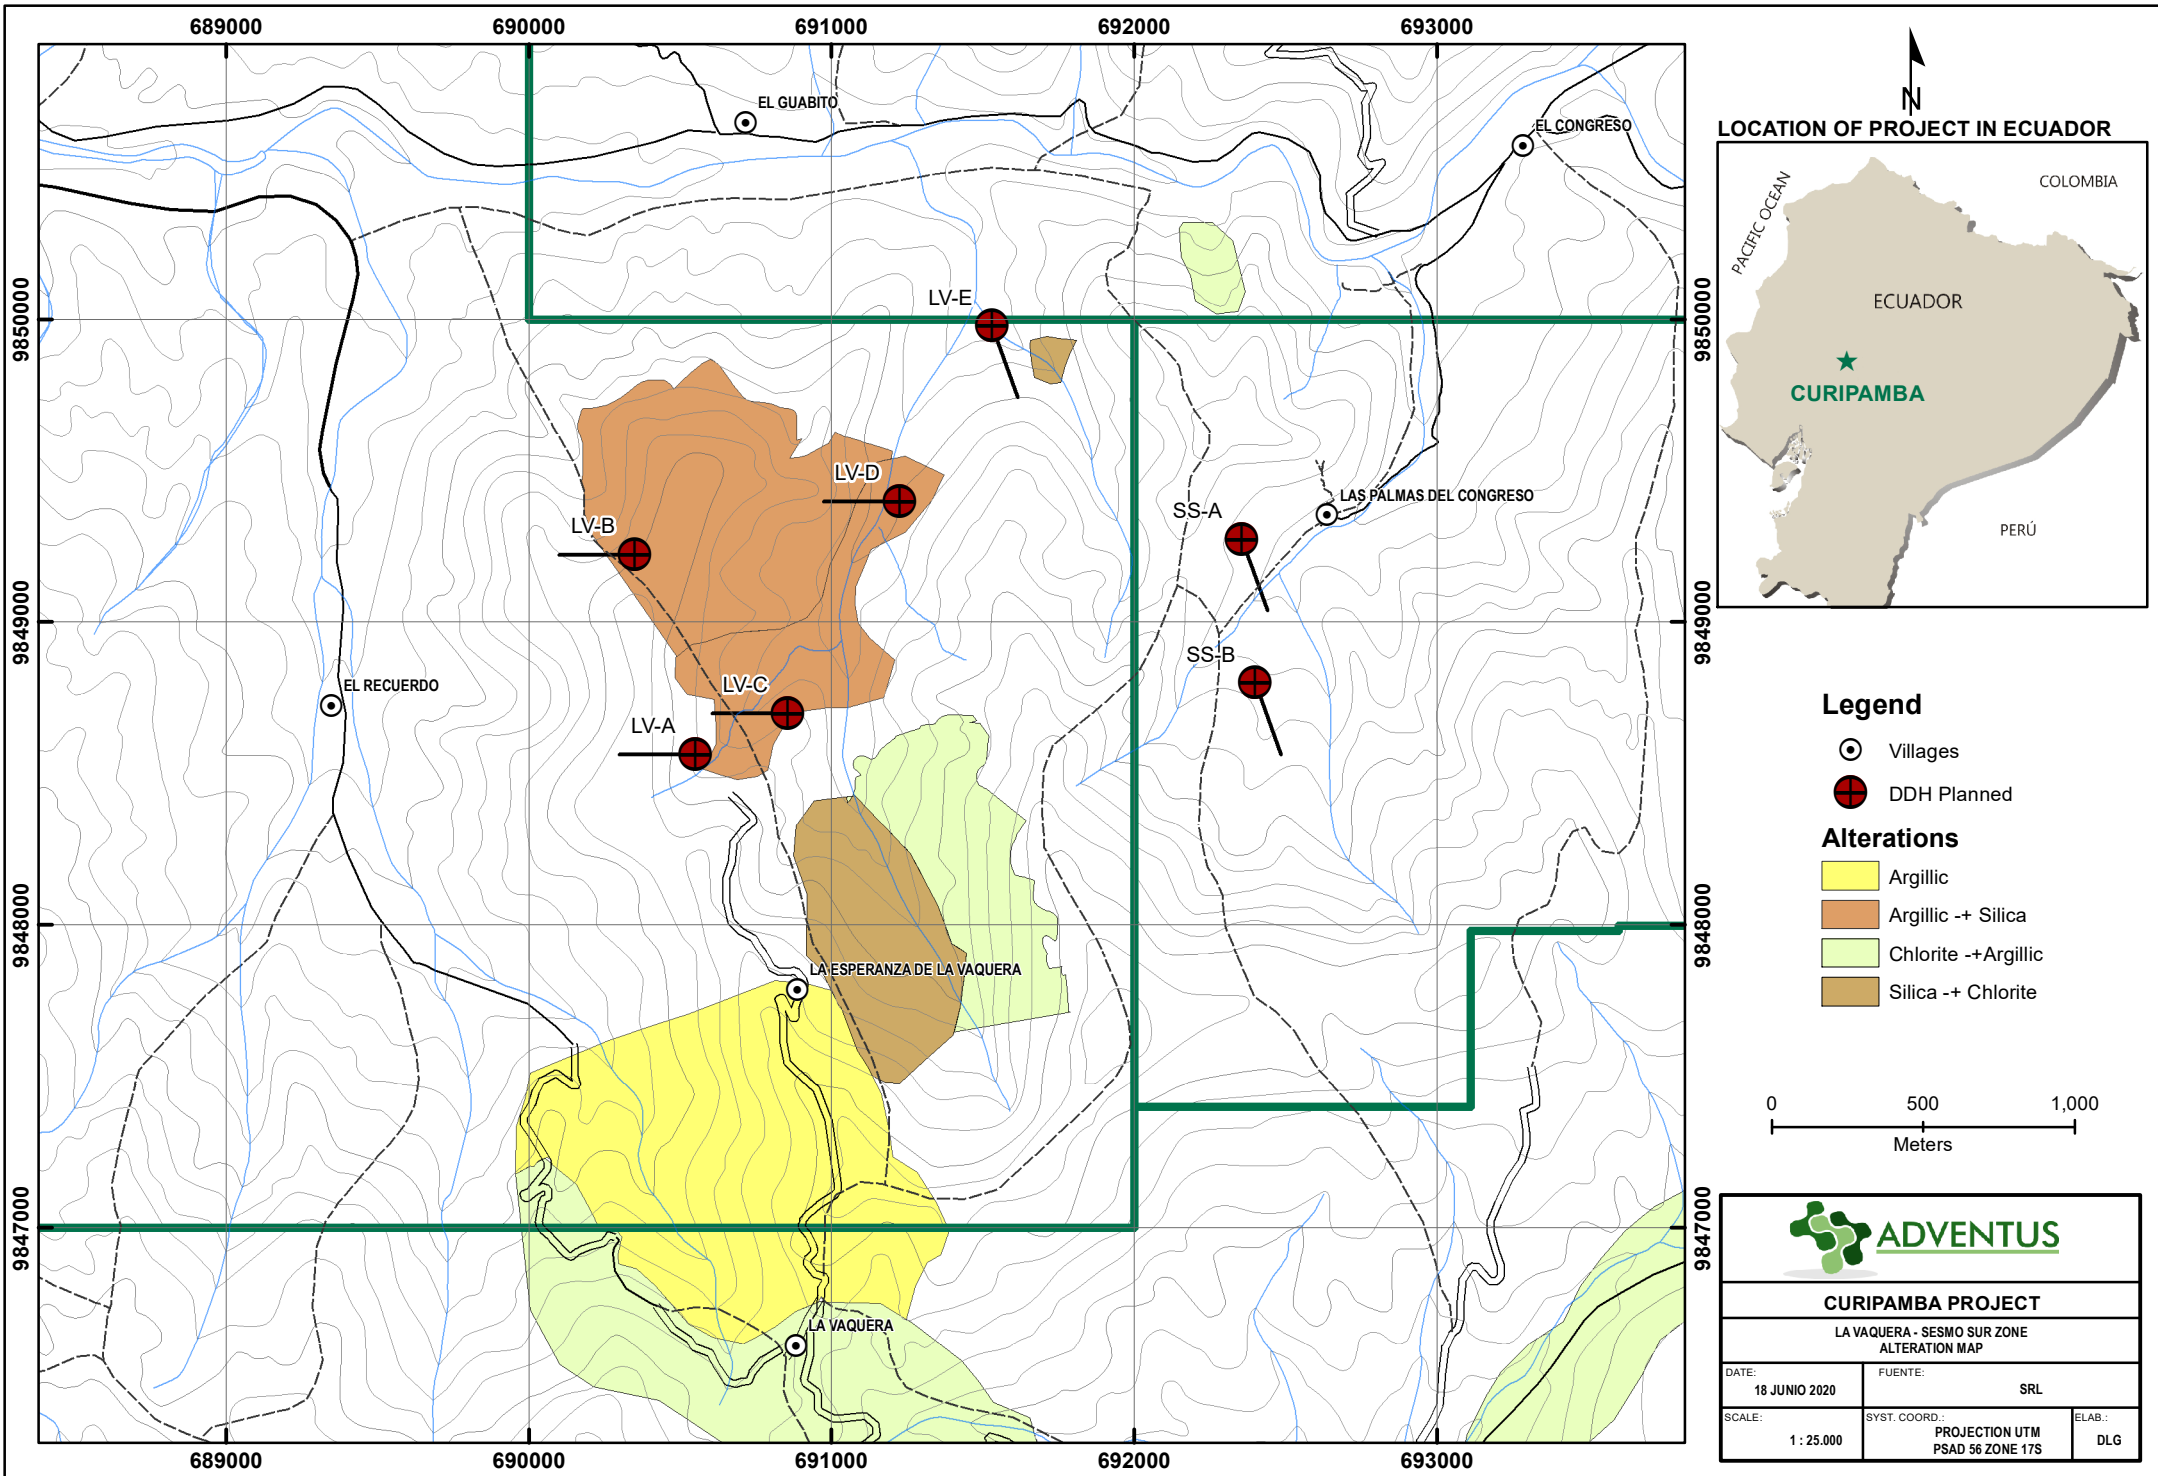 689000
690000
691000
692000
693000
9850000
9849000
9848000
9847000
EL GUABITO
EL CONGRESO
LV-E
LV-D
LV-B
LAS PALMAS DEL CONGRESO
SS-A
SS-B
EL RECUERDO
LV-C
LV-A
LA ESPERANZA DE LA VAQUERA
LA VAQUERA
9850000
9849000
9848000
9847000
689000
690000
691000
692000
693000
N
LOCATION OF PROJECT IN ECUADOR
PACIFIC OCEAN
COLOMBIA
ECUADOR
CURIPAMBA
PERÚ
Legend
Villages
DDH Planned
Alterations
Argillic
Argillic -+ Silica
Chlorite -+Argillic
Silica -+ Chlorite
0 500 1,000
Meters
ADVENTUS
CURIPAMBA PROJECT
LA VAQUERA - SESMO SUR ZONE
ALTERATION MAP
DATE:
18 JUNIO 2020
FUENTE:
SRL
SCALE:
1 : 25.000
SYST. COORD.:
PROJECTION UTM
PSAD 56 ZONE 17S
ELAB.:
DLG